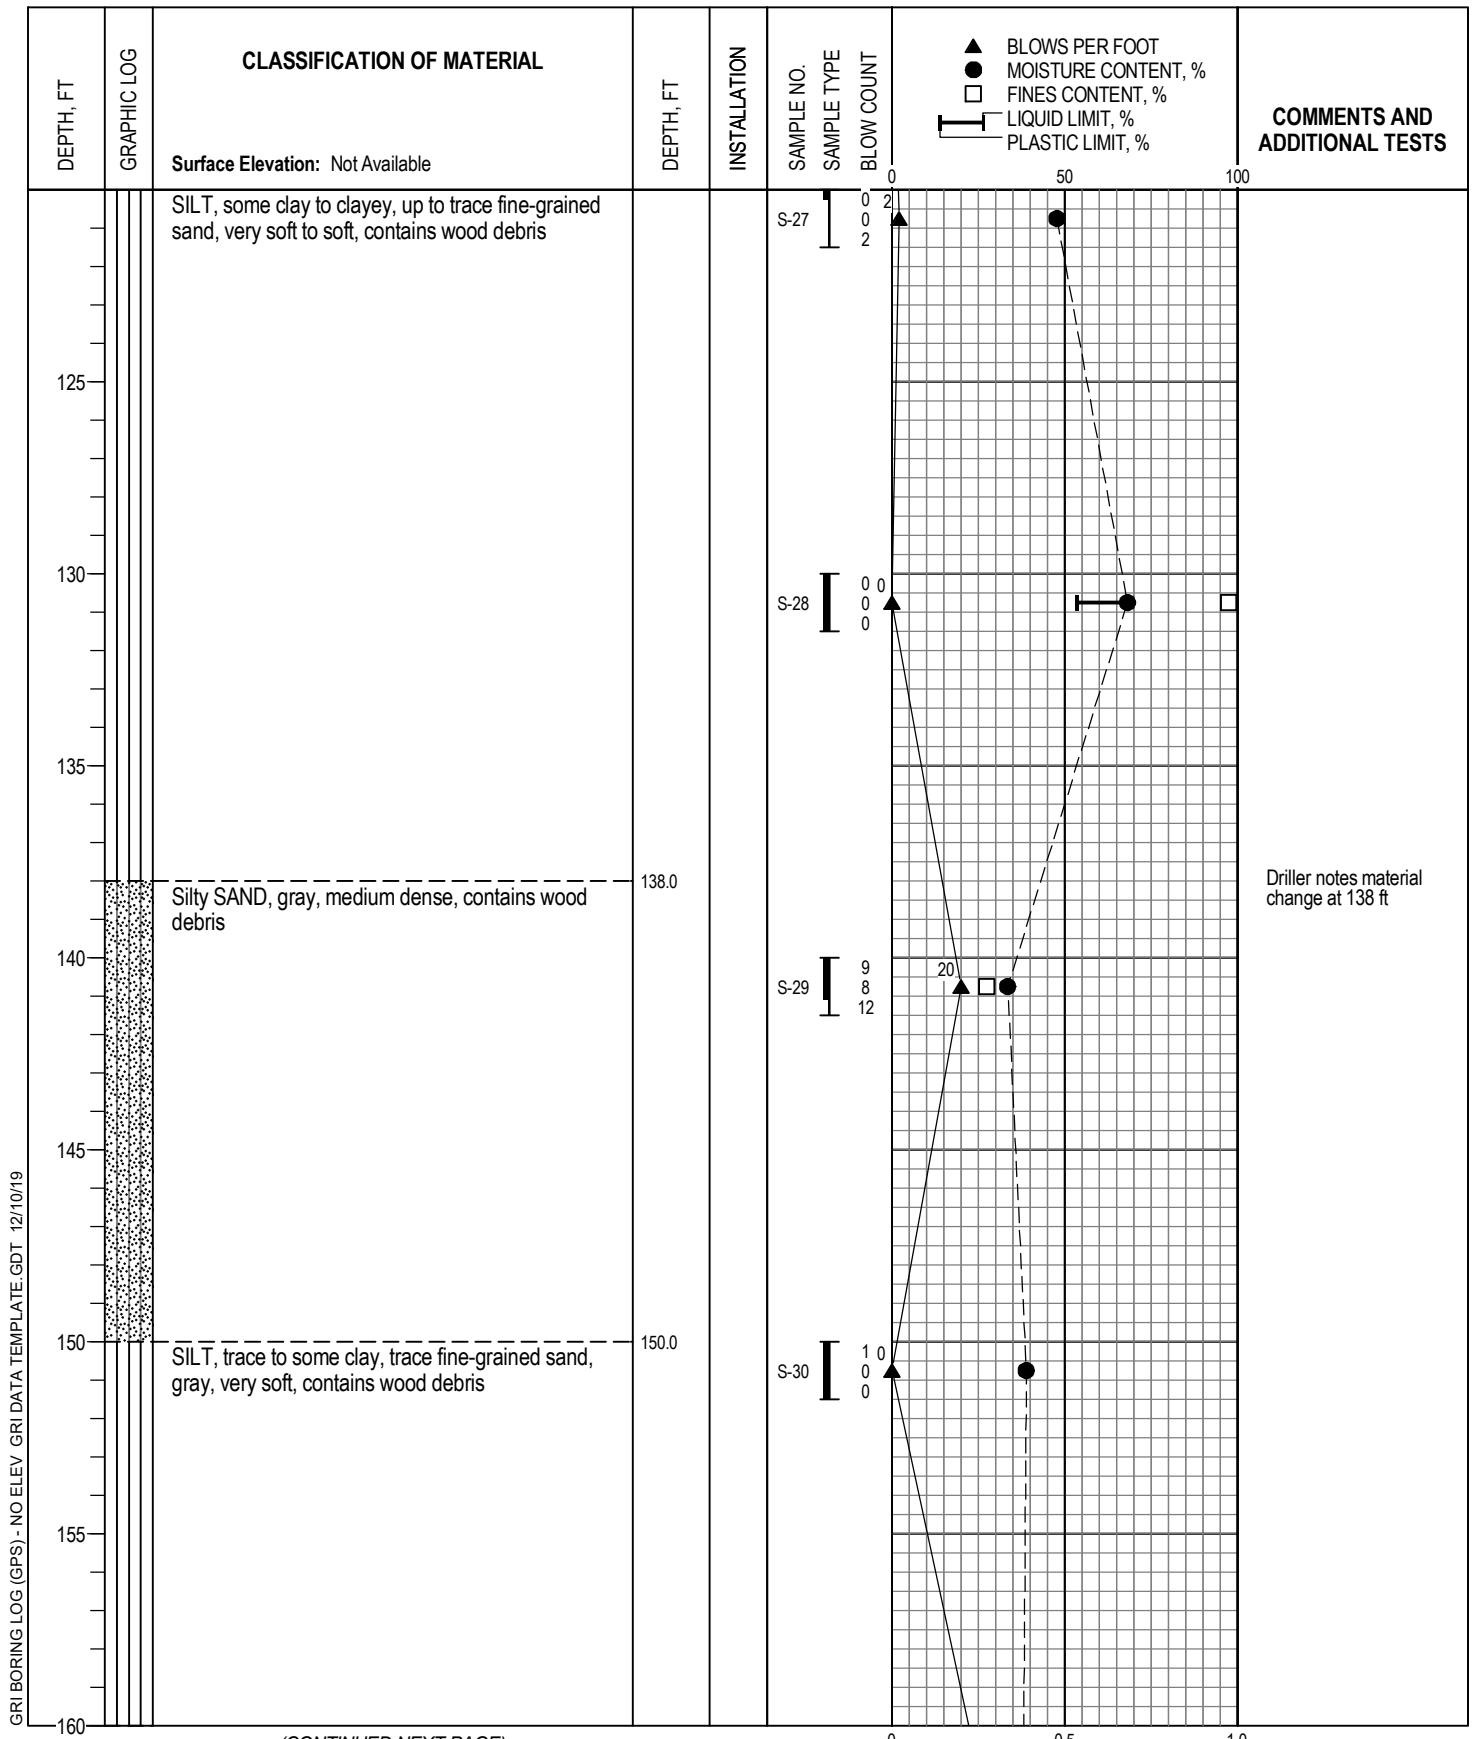 DEPTH, FT
GRAPHIC LOG
CLASSIFICATION OF MATERIAL
Surface Elevation: Not Available
DEPTH, FT
INSTALLATION
SAMPLE NO.
SAMPLE TYPE
BLOW COUNT
BLOWS PER FOOT
MOISTURE CONTENT, %
FINES CONTENT, %
LIQUID LIMIT, %
PLASTIC LIMIT, %
0 50 100
COMMENTS AND
ADDITIONAL TESTS
SILT, some clay to clayey, up to trace fine-grained
sand, very soft to soft, contains wood debris
S-27
0
0
2
2
125
130
S-28
0
0
0
0
135
138.0
Silty SAND, gray, medium dense, contains wood
debris
Driller notes material
change at 138 ft
140
S-29
9
8
12
20
145
150
150.0
SILT, trace to some clay, trace fine-grained sand,
gray, very soft, contains wood debris
S-30
1
0
0
0
155
160
0 0.5 1.0
(CONTINUED NEXT PAGE)
GRI BORING LOG (GPS) - NO ELEV GRI DATA TEMPLATE.GDT 12/10/19